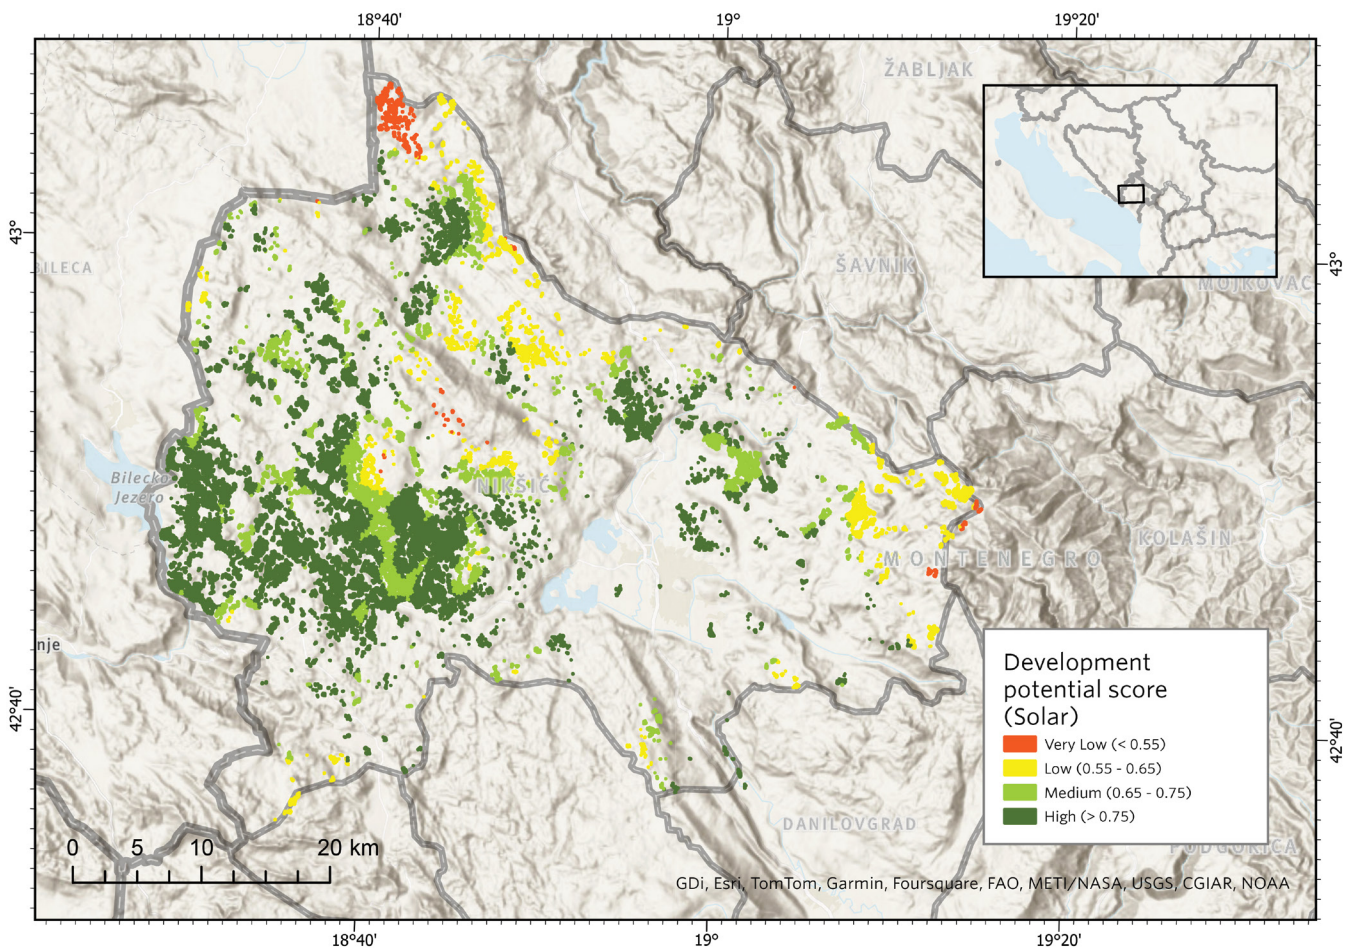 18°40'
19°
19°20'
ŽABLJAK
43°
43°
ŠAVNIK
BILECA
MOJKOVAC
Bilecko
Jezero
NIKŠIĆ
KOLAŠIN
MONTENEGRO
nje
42°40'
42°40'
Development
potential score
(Solar)
Very Low (< 0.55)
Low (0.55 - 0.65)
Medium (0.65 - 0.75)
High (> 0.75)
DANILOVGRAD
PODGORICA
0 5 10 20 km
GDi, Esri, TomTom, Garmin, Foursquare, FAO, METI/NASA, USGS, CGIAR, NOAA
18°40'
19°
19°20'